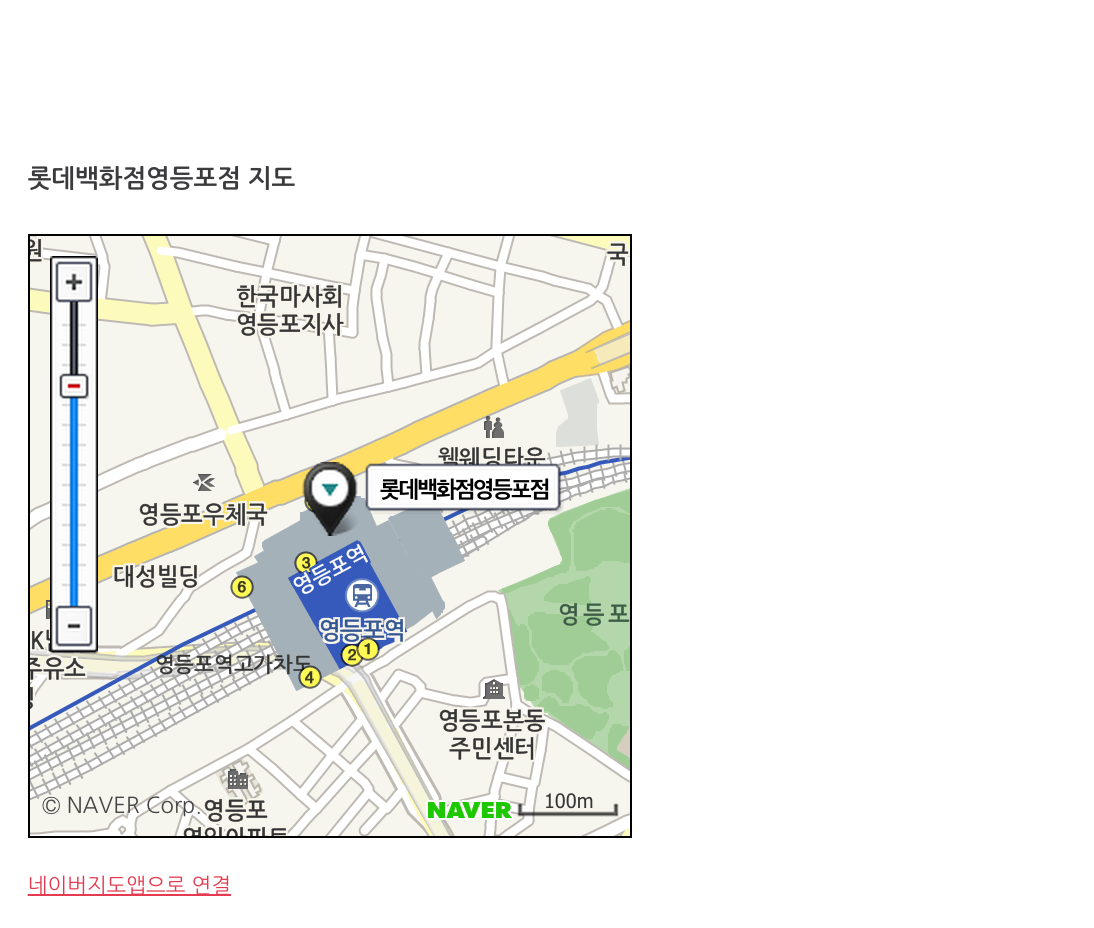 롯데백화점영등포점 지도
원
국
+
한국마사회
영등포지사
웰웨딩타운
롯데백화점영등포점
영등포우체국
3
영등포역
대성빌딩
6
영등포
영등포역
1
2
주유소
영등포역고가차도
4
영등포본동
주민센터
영등포
© NAVER Corp.
NAVER
100m
네이버지도앱으로 연결